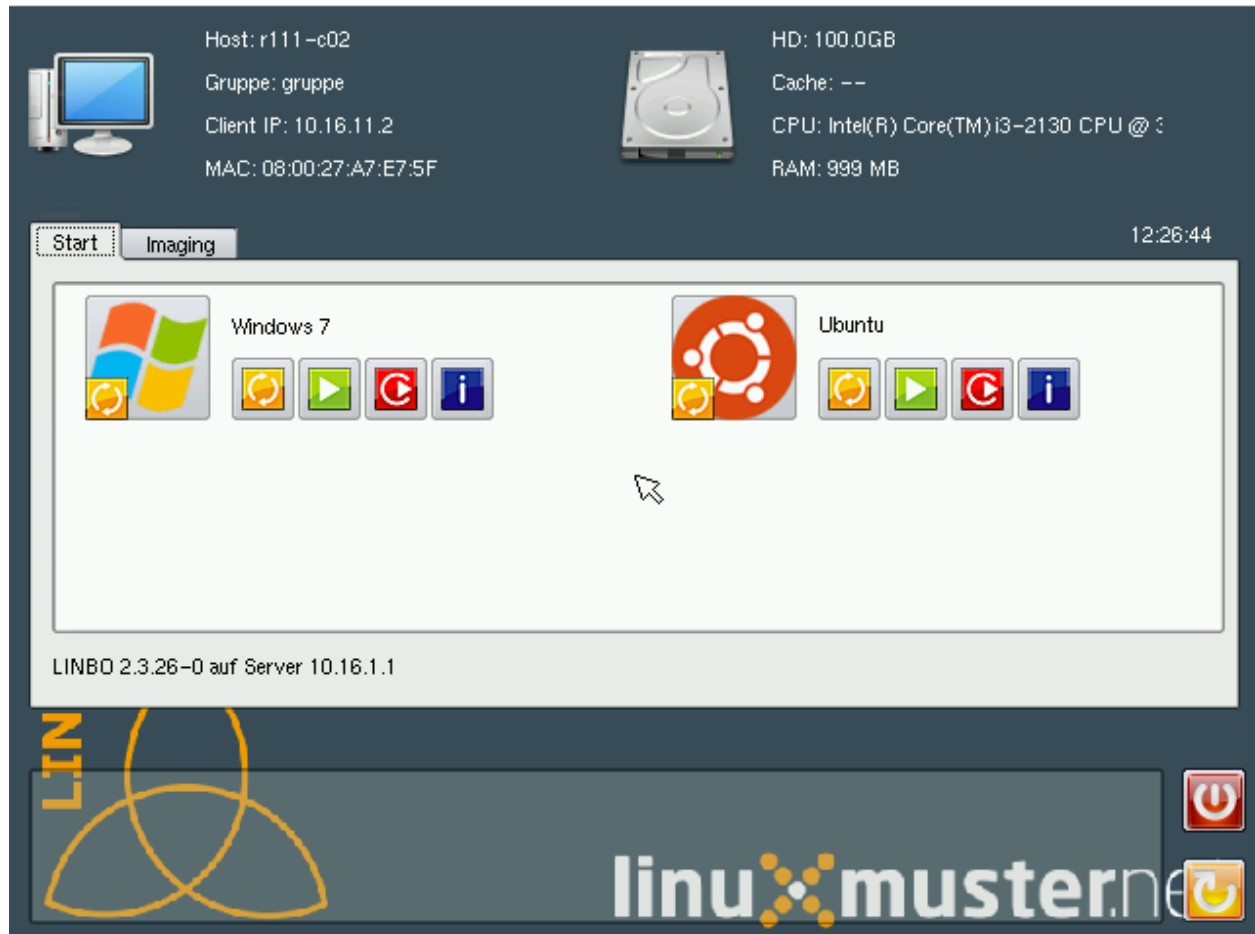 Host: r111-c02
Gruppe: gruppe
Client IP: 10.16.11.2
MAC: 08:00:27:A7:E7:5F
HD: 100.0GB
Cache: --
CPU: Intel(R) Core(TM) i3-2130 CPU @
RAM: 999 MB
Start Imaging
12:26:44
Windows 7
Ubuntu
LINBO 2.3.26-0 auf Server 10.16.1.1
LIN
linuxmuster.ne